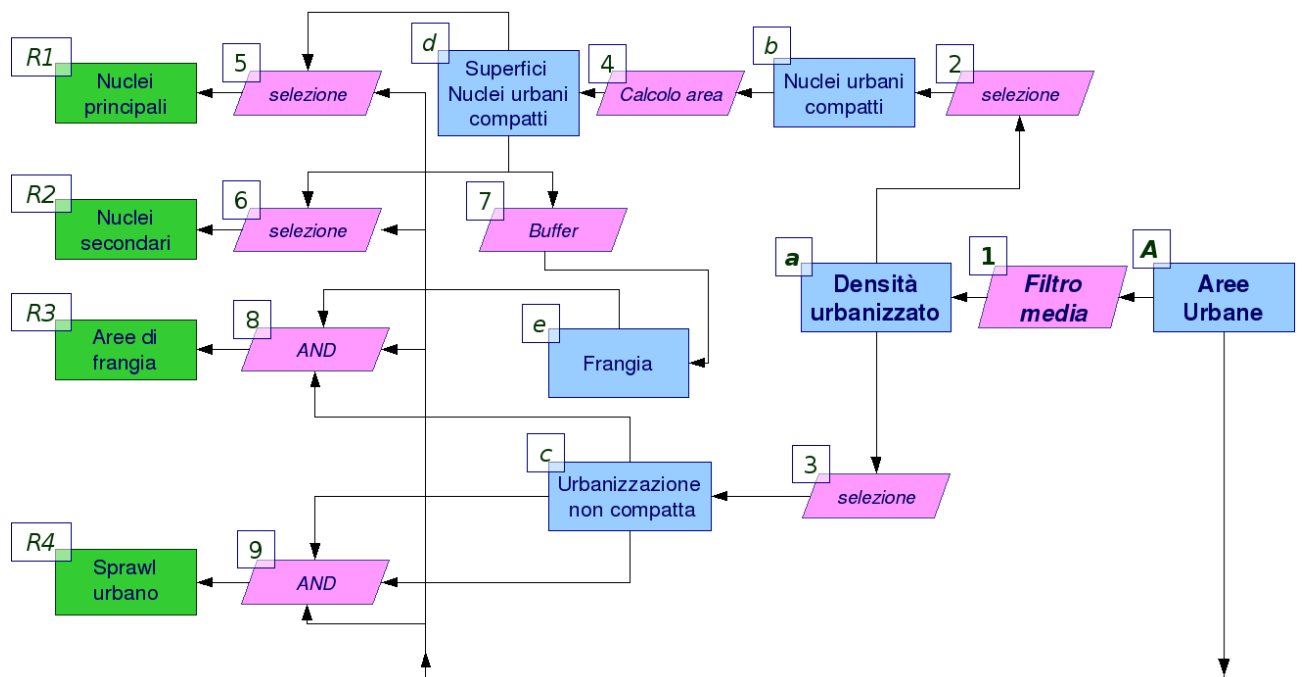 R1
Nuclei
principali
5
selezione
d
Superfici
Nuclei urbani
compatti
4
Calcolo area
b
Nuclei urbani
compatti
2
selezione
R2
Nuclei
secondari
6
selezione
7
Buffer
a
Densità
urbanizzato
1
Filtro
media
A
Aree
Urbane
R3
Aree di
frangia
8
AND
e
Frangia
c
Urbanizzazione
non compatta
3
selezione
R4
Sprawl
urbano
9
AND